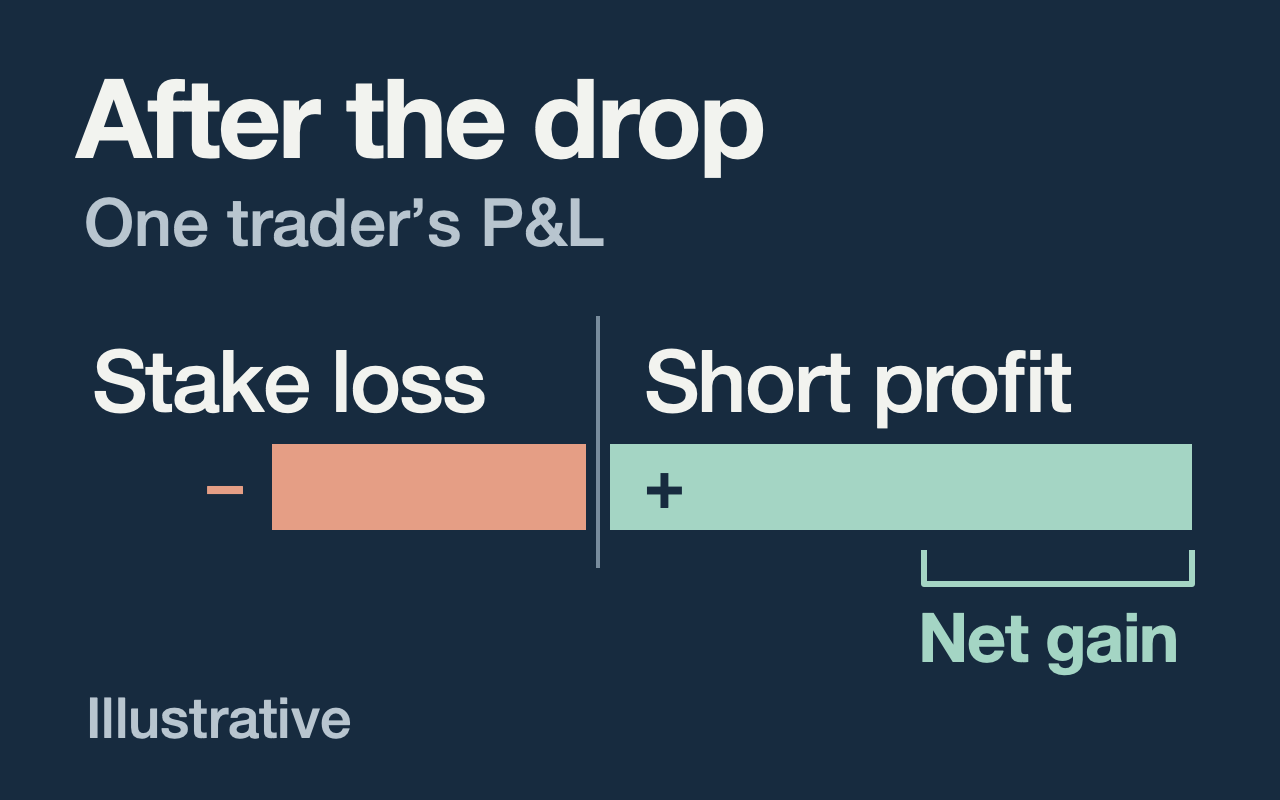 After the drop
One trader’s P&L
Stake loss
Short profit
−
+
Net gain
Illustrative